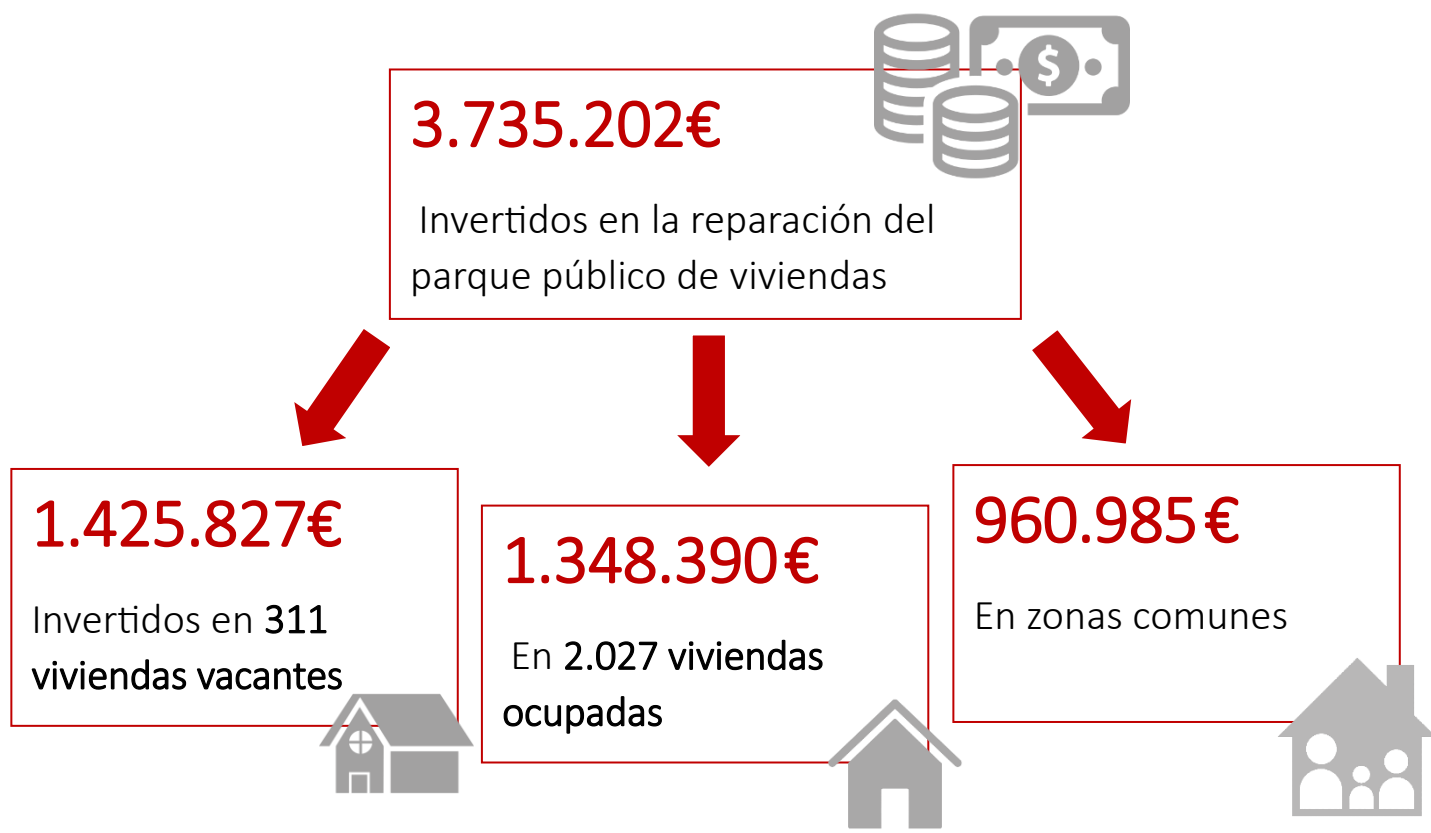 3.735.202€
Invertidos en la reparación del
parque público de viviendas
1.425.827€
Invertidos en 311
viviendas vacantes
1.348.390€
En 2.027 viviendas
ocupadas
960.985€
En zonas comunes